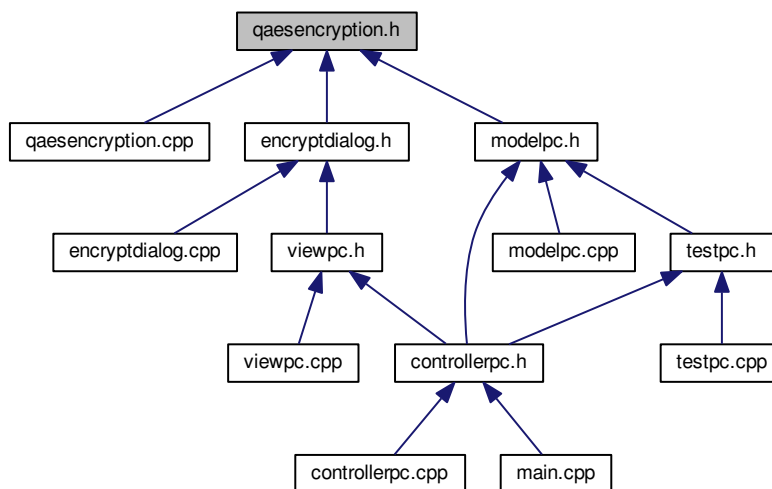 qaesencryption.h
qaesencryption.cpp
encryptdialog.h
modelpc.h
encryptdialog.cpp
viewpc.h
modelpc.cpp
testpc.h
viewpc.cpp
controllerpc.h
testpc.cpp
controllerpc.cpp
main.cpp